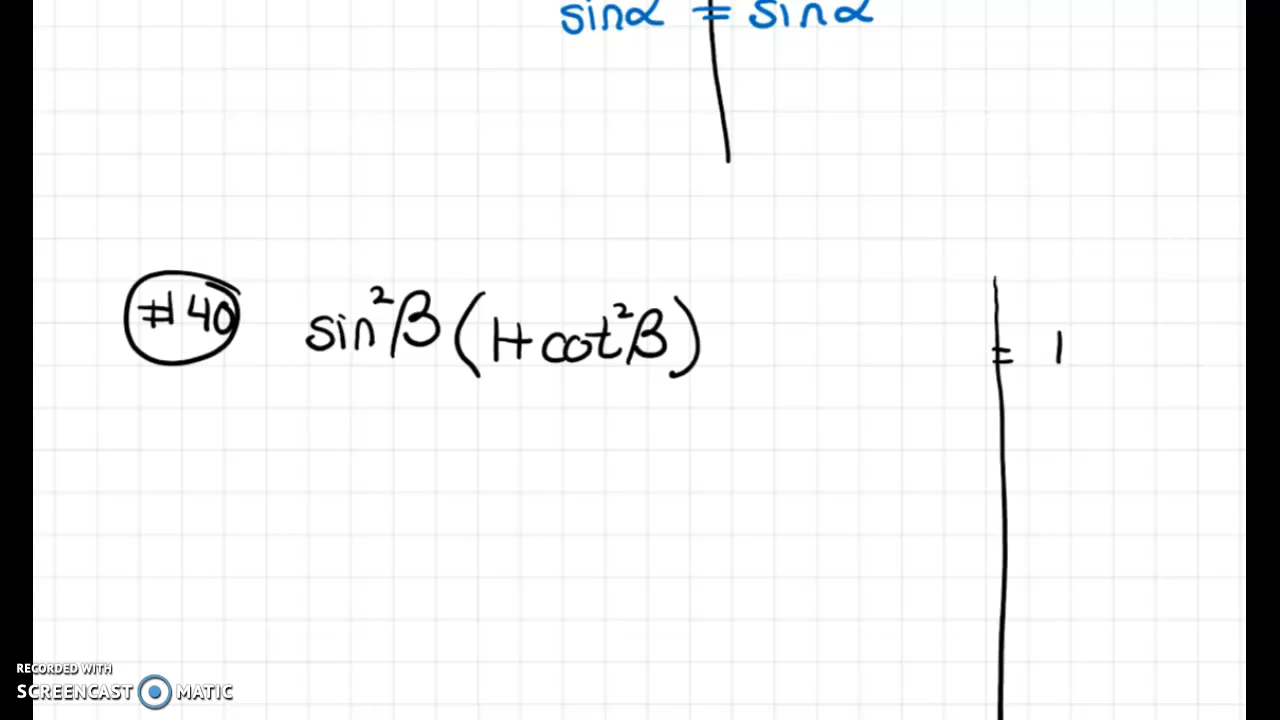 sinα = sinα
#40 sin²β(1+cot²β) = 1
RECORDED WITH
SCREENCAST MATIC